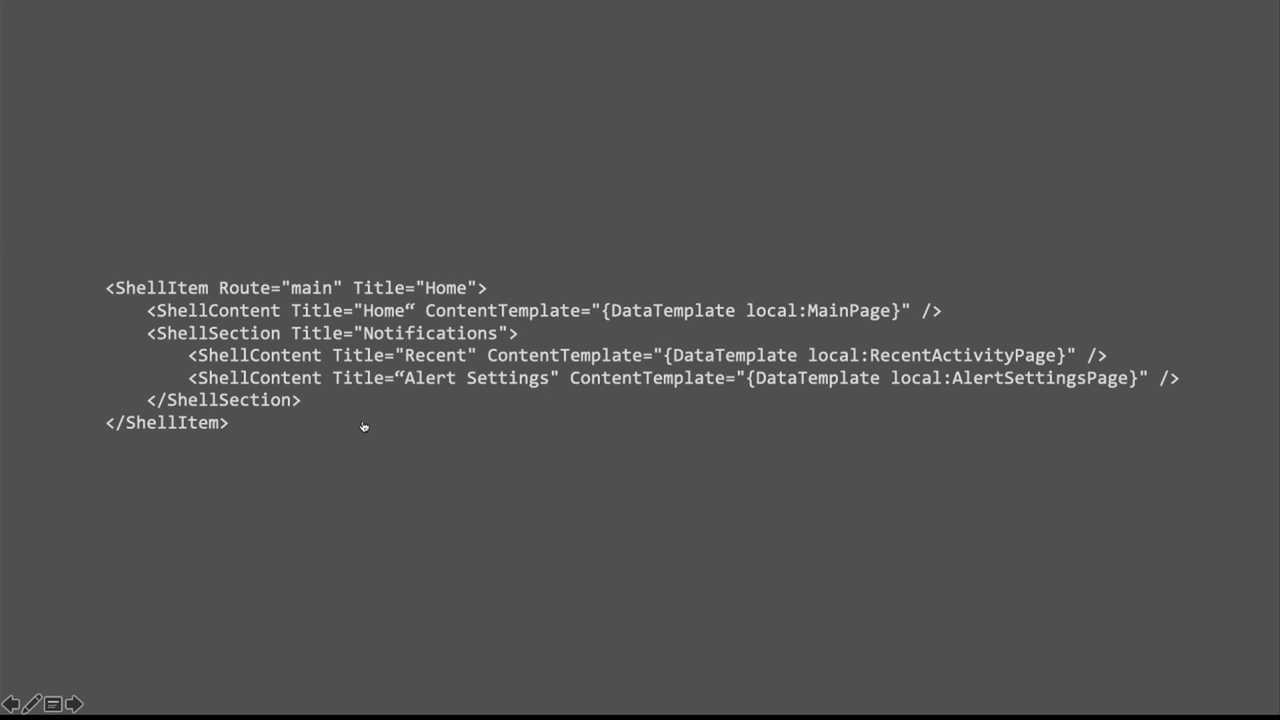 <ShellItem Route="main" Title="Home">
<ShellContent Title="Home“ ContentTemplate="{DataTemplate local:MainPage}" />
<ShellSection Title="Notifications">
<ShellContent Title="Recent" ContentTemplate="{DataTemplate local:RecentActivityPage}" />
<ShellContent Title=“Alert Settings" ContentTemplate="{DataTemplate local:AlertSettingsPage}" />
</ShellSection>
</ShellItem>